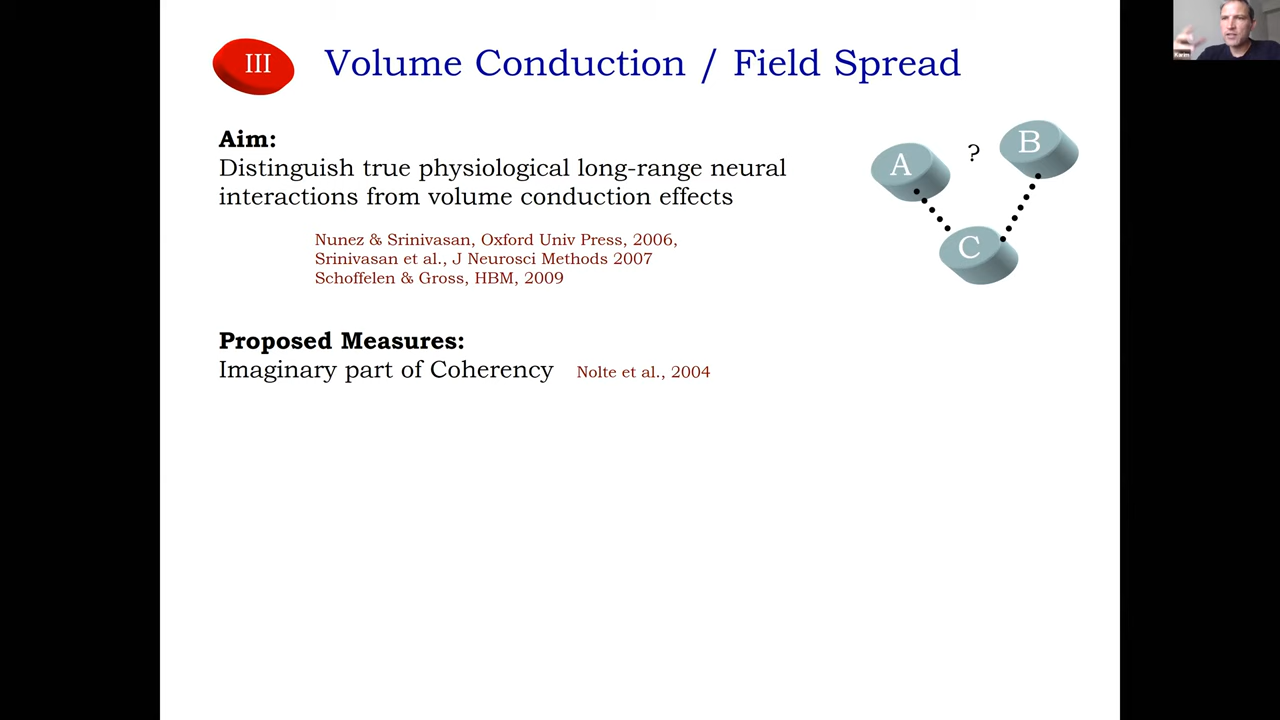 III
Volume Conduction / Field Spread
Aim:
Distinguish true physiological long-range neural
interactions from volume conduction effects
Nunez & Srinivasan, Oxford Univ Press, 2006,
Srinivasan et al., J Neurosci Methods 2007
Schoffelen & Gross, HBM, 2009
A
?
B
C
Proposed Measures:
Imaginary part of Coherency Nolte et al., 2004
Karim